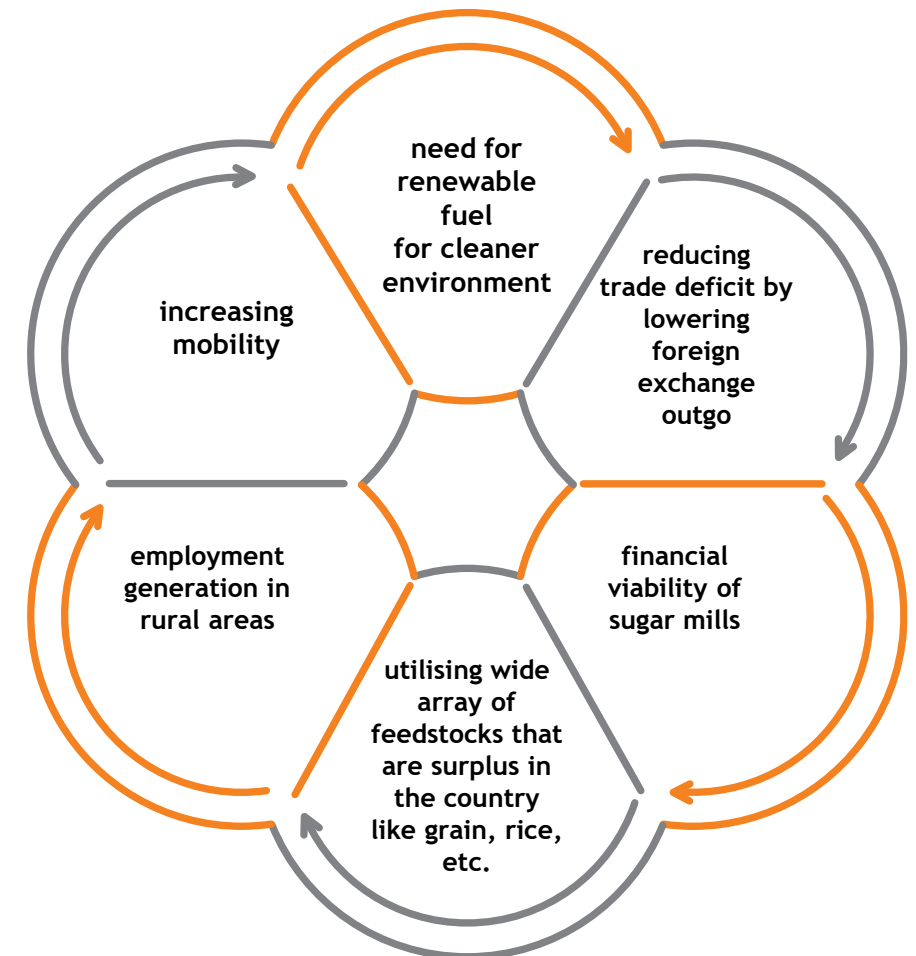 need for
renewable
fuel
for cleaner
environment
reducing
trade deficit by
lowering
foreign
exchange
outgo
financial
viability of
sugar mills
utilising wide
array of
feedstocks that
are surplus in
the country
like grain, rice,
etc.
employment
generation in
rural areas
increasing
mobility